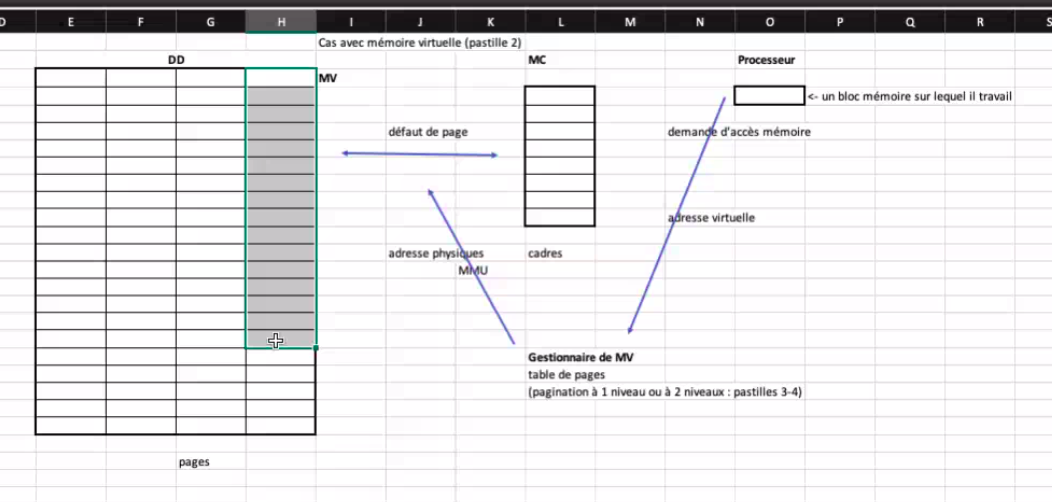 D E F G H I J K L M N O P Q R S
Cas avec mémoire virtuelle (pastille 2)
DD MC Processeur
MV
<- un bloc mémoire sur lequel il travail
défaut de page demande d'accès mémoire
adresse virtuelle
adresse physiques cadres
MMU
Gestionnaire de MV
table de pages
(pagination à 1 niveau ou à 2 niveaux : pastilles 3-4)
pages